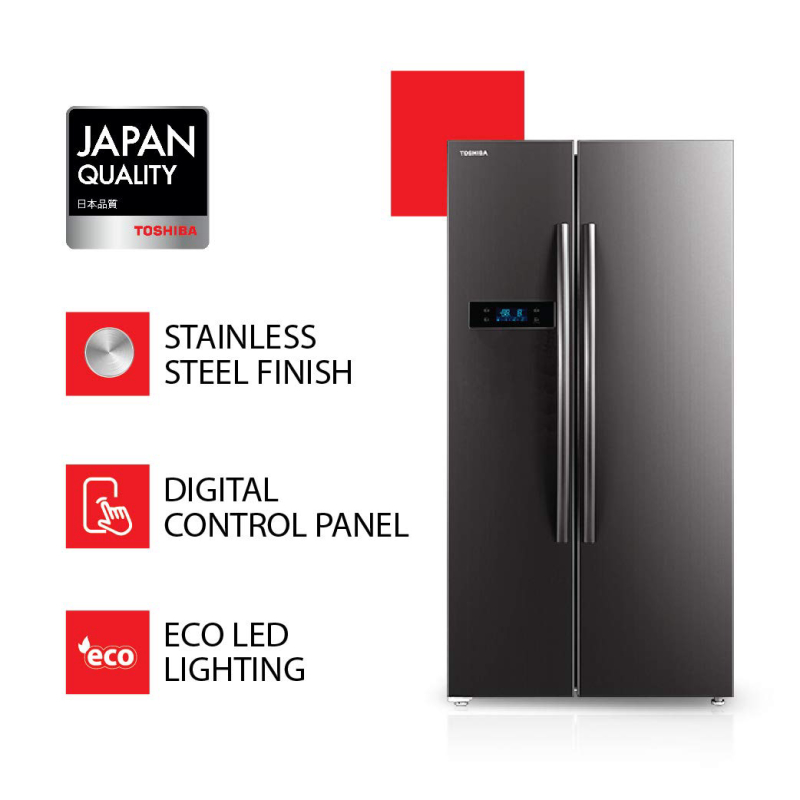 JAPAN
QUALITY
日本品質
TOSHIBA
TOSHIBA
STAINLESS
STEEL FINISH
DIGITAL
CONTROL PANEL
eco
ECO LED
LIGHTING